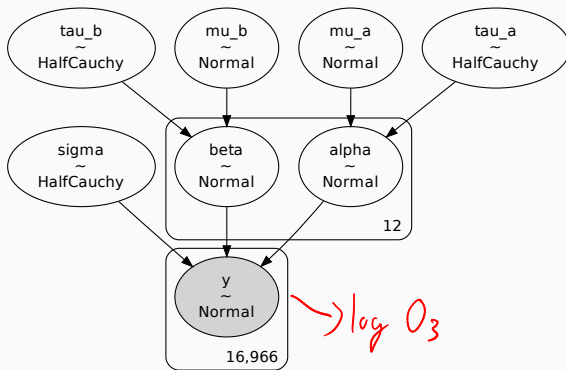 tau_b
~
HalfCauchy
mu_b
~
Normal
mu_a
~
Normal
tau_a
~
HalfCauchy
sigma
~
HalfCauchy
beta
~
Normal
alpha
~
Normal
12
y
~
Normal
16,966
log O₃